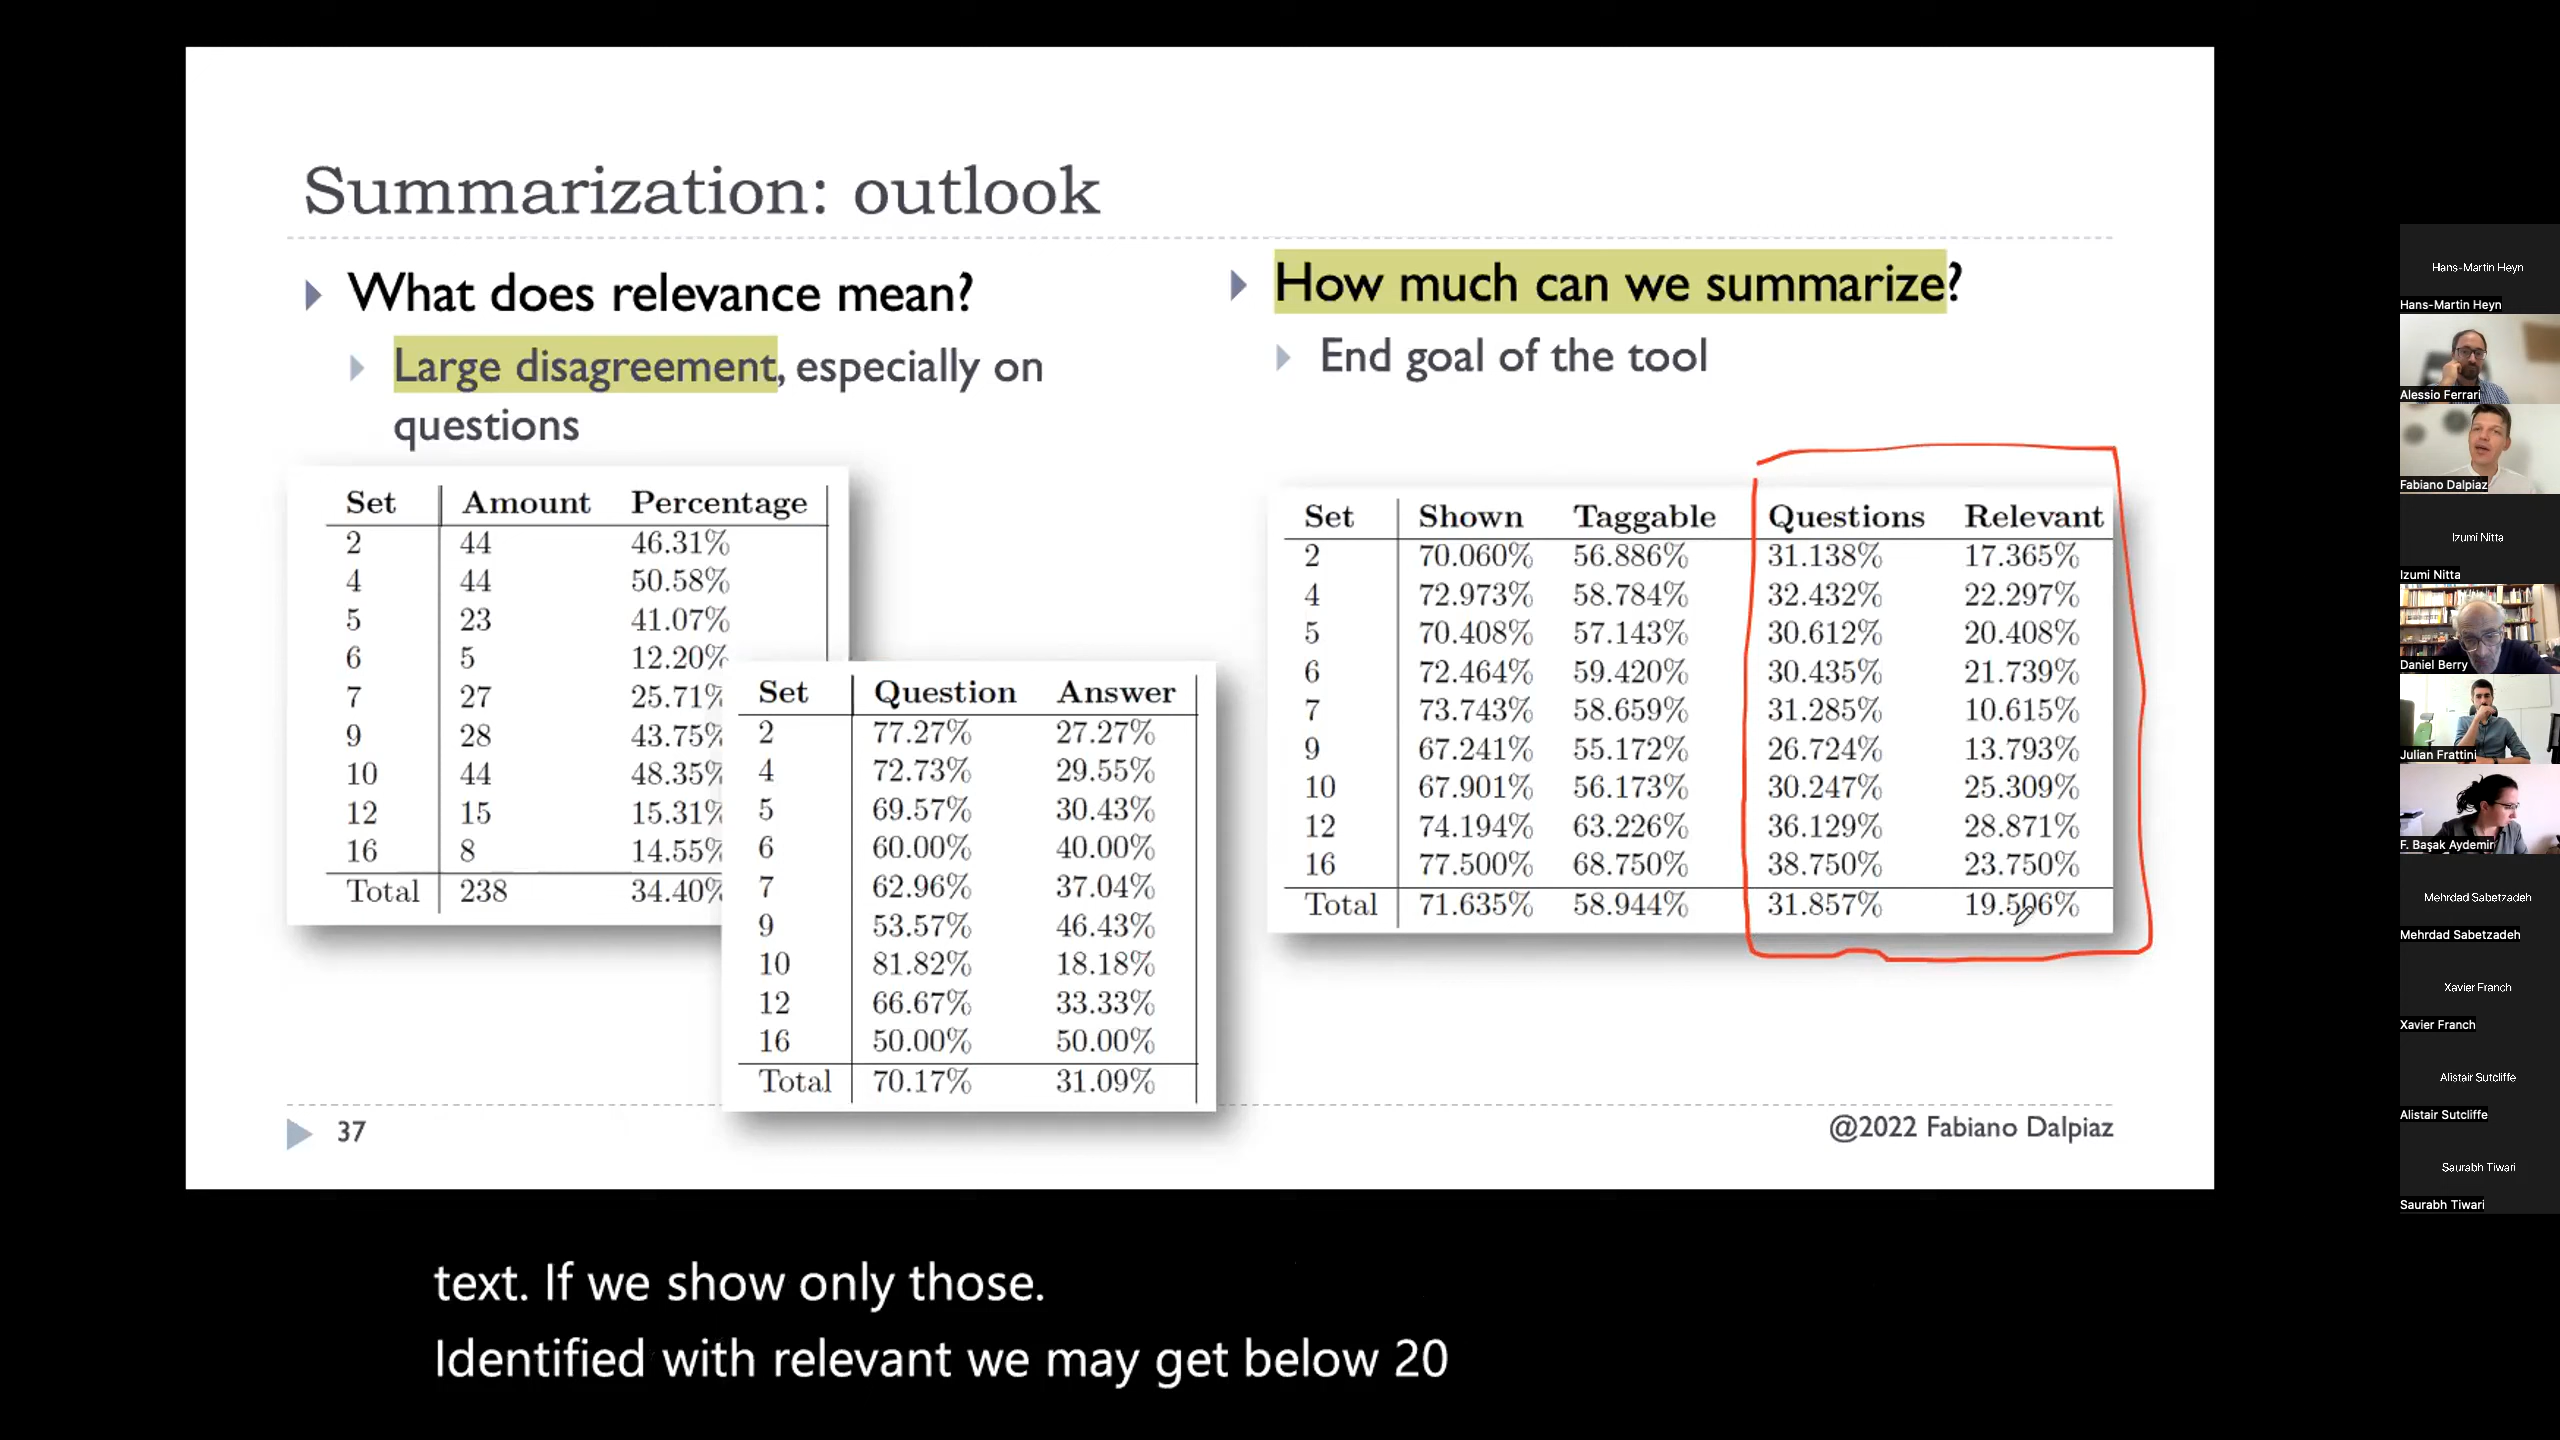 Summarization: outlook
What does relevance mean?
Large disagreement, especially on
questions
Set Amount Percentage
2 44 46.31%
4 44 50.58%
5 23 41.07%
6 5 12.20%
7 27 25.71%
9 28 43.75%
10 44 48.35%
12 15 15.31%
16 8 14.55%
Total 238 34.40%
Set Question Answer
2 77.27% 27.27%
4 72.73% 29.55%
5 69.57% 30.43%
6 60.00% 40.00%
7 62.96% 37.04%
9 53.57% 46.43%
10 81.82% 18.18%
12 66.67% 33.33%
16 50.00% 50.00%
Total 70.17% 31.09%
How much can we summarize?
End goal of the tool
Set Shown Taggable Questions Relevant
2 70.060% 56.886% 31.138% 17.365%
4 72.973% 58.784% 32.432% 22.297%
5 70.408% 57.143% 30.612% 20.408%
6 72.464% 59.420% 30.435% 21.739%
7 73.743% 58.659% 31.285% 10.615%
9 67.241% 55.172% 26.724% 13.793%
10 67.901% 56.173% 30.247% 25.309%
12 74.194% 63.226% 36.129% 28.871%
16 77.500% 68.750% 38.750% 23.750%
Total 71.635% 58.944% 31.857% 19.506%
37
@2022 Fabiano Dalpiaz
text. If we show only those.
Identified with relevant we may get below 20
Hans-Martin Heyn
Hans-Martin Heyn
Alessio Ferrari
Fabiano Dalpiaz
Izumi Nitta
Izumi Nitta
Daniel Berry
Julian Frattini
F. Başak Aydemir
Mehrdad Sabetzadeh
Mehrdad Sabetzadeh
Xavier Franch
Xavier Franch
Alistair Sutcliffe
Alistair Sutcliffe
Saurabh Tiwari
Saurabh Tiwari